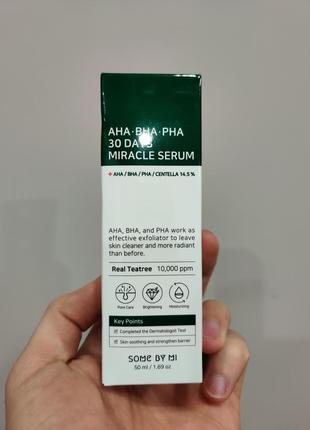 AHA·BHA·PHA
30 DAYS
MIRACLE SERUM
+ AHA / BHA / PHA / CENTELLA 14.5 %
AHA, BHA, and PHA work as
effective exfoliator to leave
skin cleaner and more radiant
than before.
Real Teatree 10,000 ppm
Pore Care Brightening Moisturizing
Key Points
Completed the Dermatologist Test
Skin soothing and strengthen barrier
SOME BY MI
50 ml / 1.69 oz